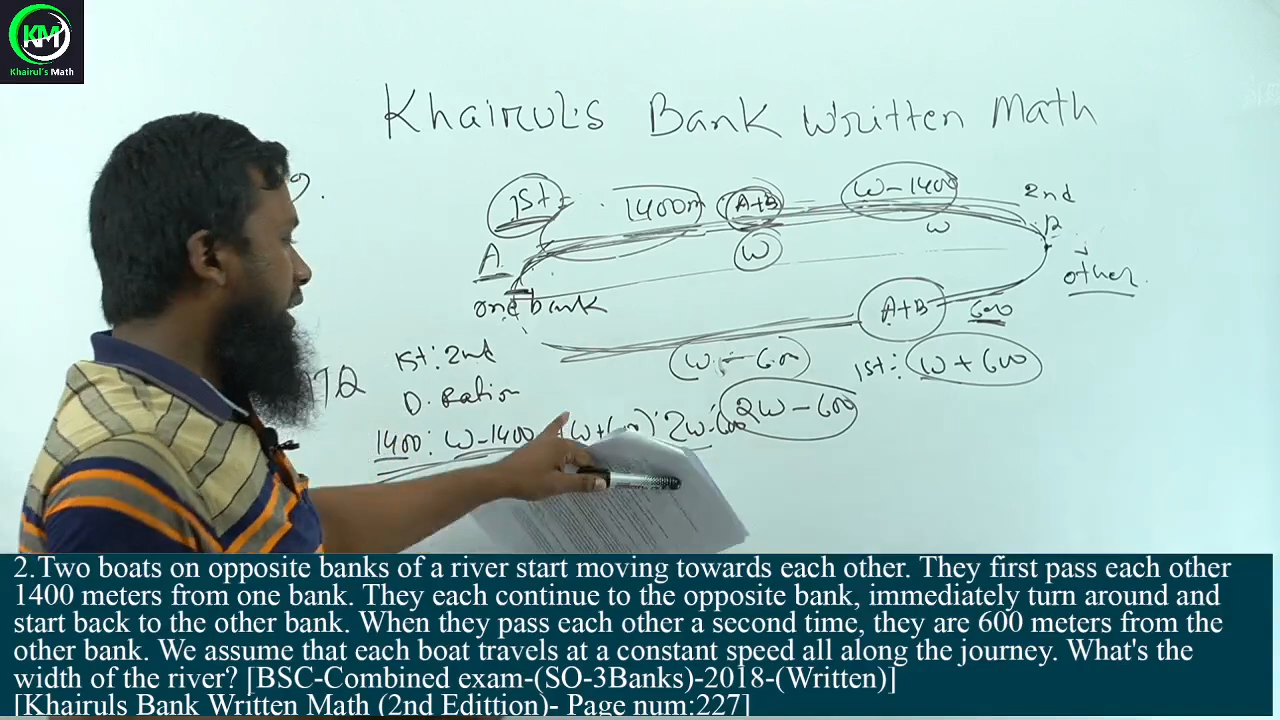 KM
Khairul's Math
Khairul's Bank Written Math
9.
1st = 1400m A+B W - 1400 2nd
A W W B
other
one bank
A+B 600
1st : 2nd W - 600 1st: W + 600
D. Ration
2W - 600
1400 : W - 1400 2W - 600
2.Two boats on opposite banks of a river start moving towards each other. They first pass each other
1400 meters from one bank. They each continue to the opposite bank, immediately turn around and
start back to the other bank. When they pass each other a second time, they are 600 meters from the
other bank. We assume that each boat travels at a constant speed all along the journey. What's the
width of the river? [BSC-Combined exam-(SO-3Banks)-2018-(Written)]
[Khairuls Bank Written Math (2nd Edittion)- Page num:227]